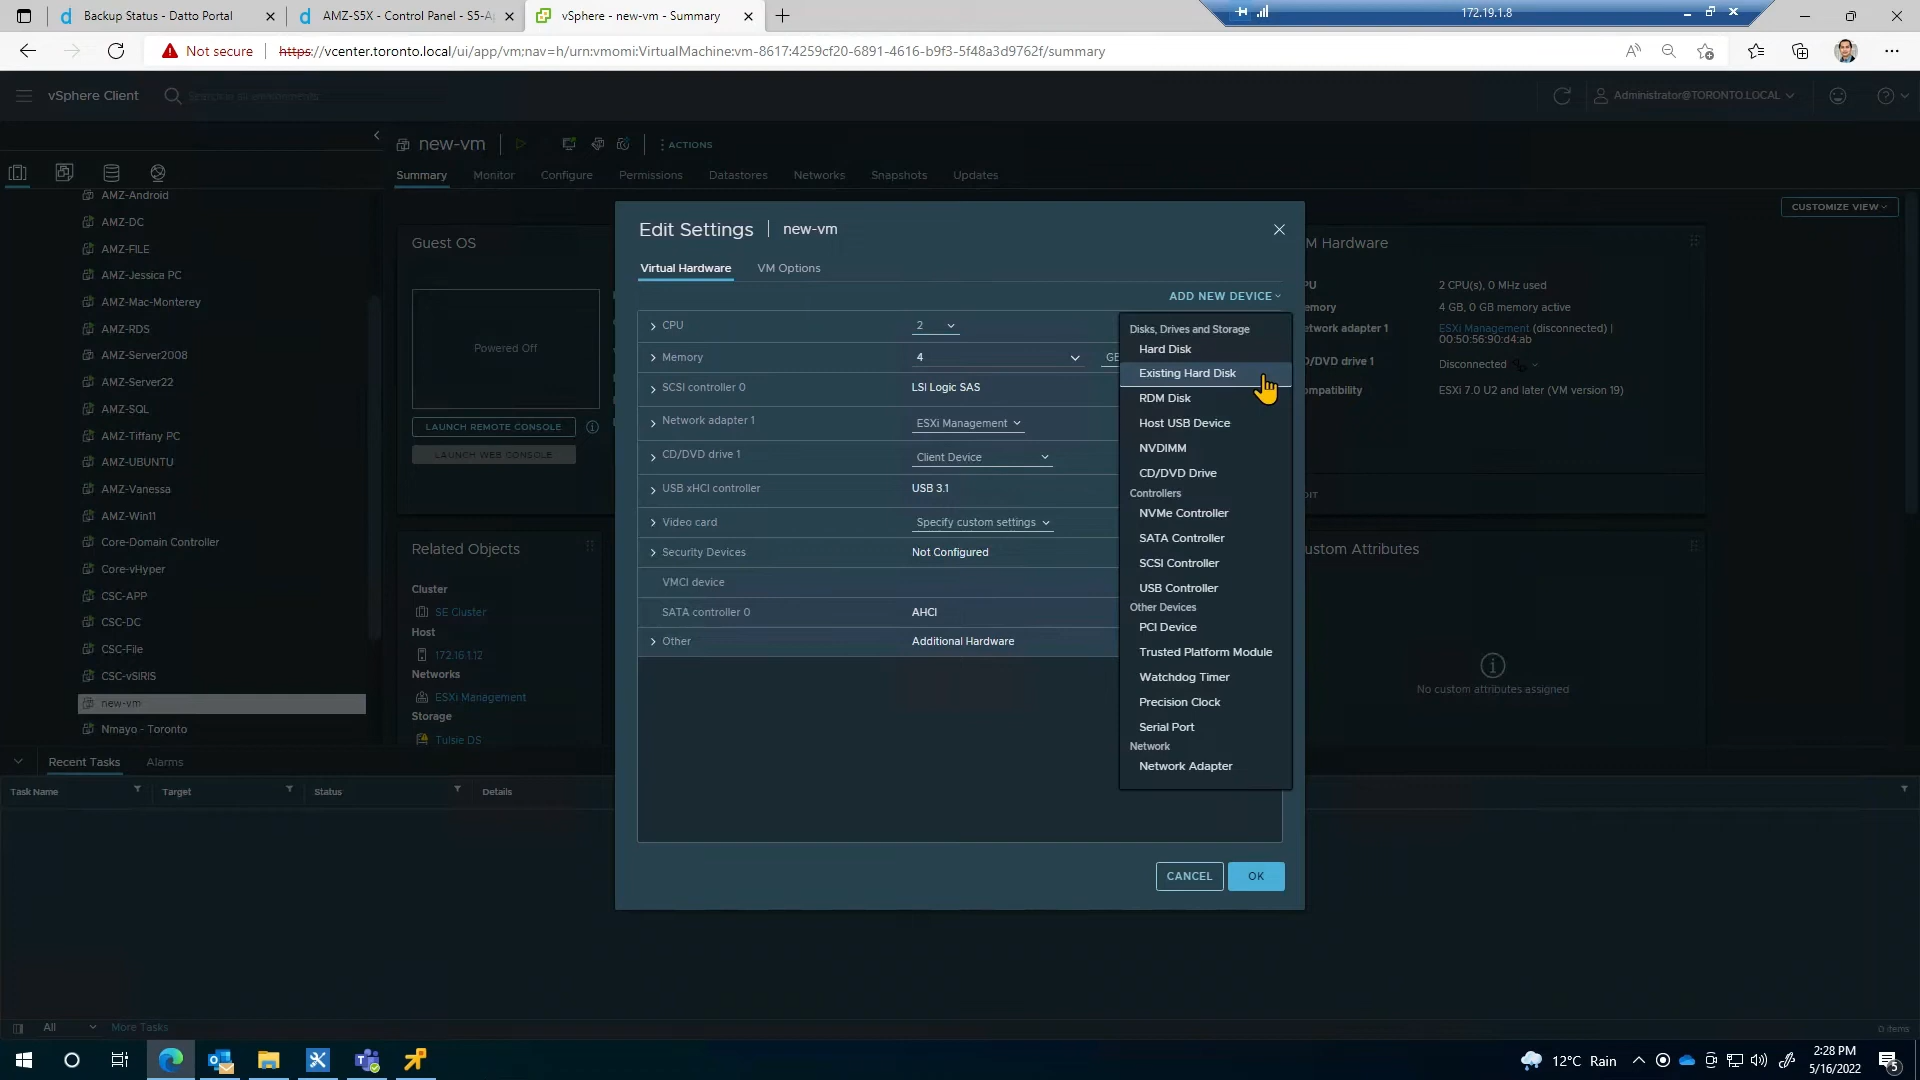 Backup Status - Datto Portal
AMZ-S5X - Control Panel - S5-A
vSphere - new-vm - Summary
172.19.1.8
Not secure
https://vcenter.toronto.local/ui/app/vm;nav=h/urn:vmomi:VirtualMachine:vm-8617:4259cf20-6891-4616-b9f3-5f48a3d9762f/summary
vSphere Client
Search in all environments
Administrator@TORONTO.LOCAL
new-vm
ACTIONS
Summary
Monitor
Configure
Permissions
Datastores
Networks
Snapshots
Updates
CUSTOMIZE VIEW
AMZ-Android
AMZ-DC
AMZ-FILE
AMZ-Jessica PC
AMZ-Mac-Monterey
AMZ-RDS
AMZ-Server2008
AMZ-Server22
AMZ-SQL
AMZ-Tiffany PC
AMZ-UBUNTU
AMZ-Vanessa
AMZ-Win11
Core-Domain Controller
Core-vHyper
CSC-APP
CSC-DC
CSC-File
CSC-vSIRIS
new-vm
Nmayo - Toronto
Guest OS
Powered Off
LAUNCH REMOTE CONSOLE
LAUNCH WEB CONSOLE
Related Objects
Cluster
SE Cluster
Host
172.16.1.12
Networks
ESXi Management
Storage
Tulsie DS
Edit Settings | new-vm
Virtual Hardware
VM Options
ADD NEW DEVICE
CPU
2
Memory
4
GB
SCSI controller 0
LSI Logic SAS
Network adapter 1
ESXi Management
CD/DVD drive 1
Client Device
USB xHCI controller
USB 3.1
Video card
Specify custom settings
Security Devices
Not Configured
VMCI device
SATA controller 0
AHCI
Other
Additional Hardware
Disks, Drives and Storage
Hard Disk
Existing Hard Disk
RDM Disk
Host USB Device
NVDIMM
CD/DVD Drive
Controllers
NVMe Controller
SATA Controller
SCSI Controller
USB Controller
Other Devices
PCI Device
Trusted Platform Module
Watchdog Timer
Precision Clock
Serial Port
Network
Network Adapter
CANCEL
OK
M Hardware
PU
2 CPU(s), 0 MHz used
emory
4 GB, 0 GB memory active
etwork adapter 1
ESXi Management (disconnected) |
00:50:56:90:d4:ab
D/DVD drive 1
Disconnected
ompatibility
ESXi 7.0 U2 and later (VM version 19)
DIT
ustom Attributes
No custom attributes assigned
Recent Tasks
Alarms
Task Name
Target
Status
Details
All
More Tasks
0 items
12°C Rain
2:28 PM
5/16/2022
5